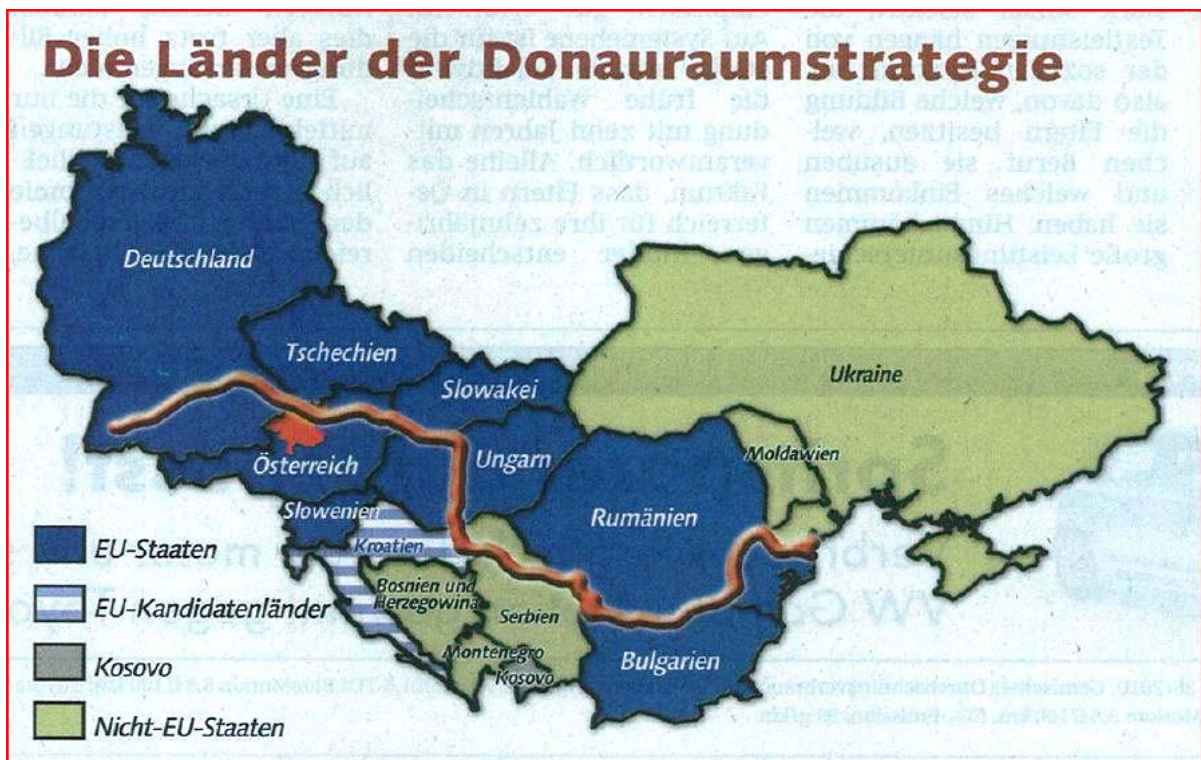 Die Länder der Donauraumstrategie
Deutschland
Tschechien
Slowakei
Ukraine
Österreich
Ungarn
Moldawien
Slowenien
Rumänien
Kroatien
Bosnien und
Herzegowina
Serbien
Montenegro
Kosovo
Bulgarien
EU-Staaten
EU-Kandidatenländer
Kosovo
Nicht-EU-Staaten